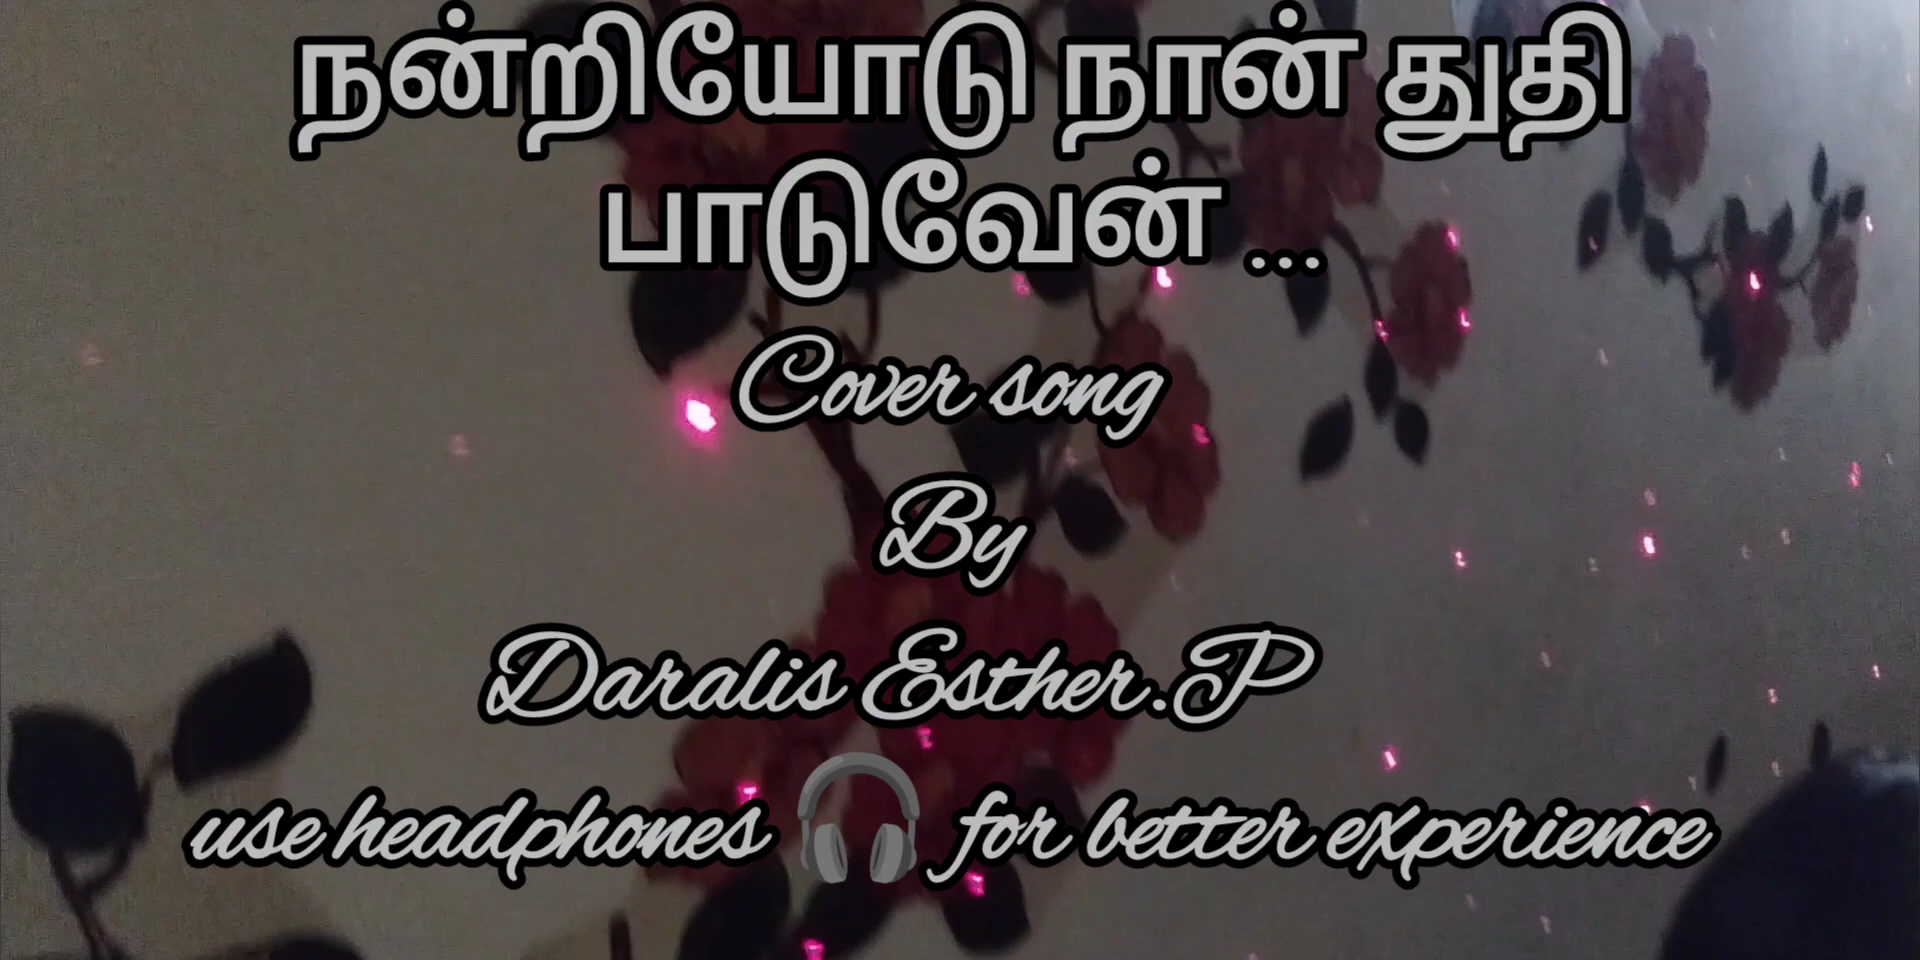 நன்றியோடு நான் துதி
பாடுவேன் ...
Cover song
By
Daralis Esther.P
use headphones 🎧 for better experience